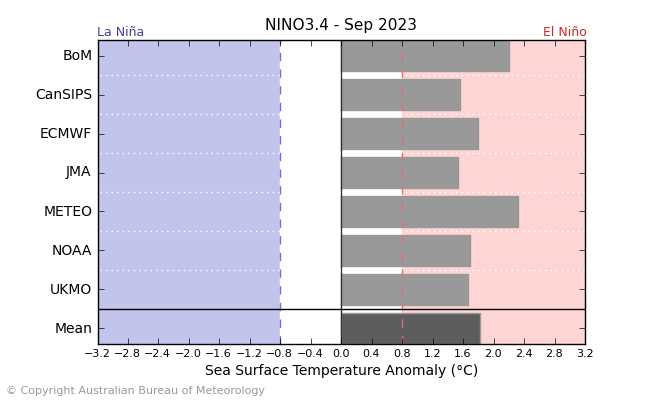 NINO3.4 - Sep 2023
La Niña
El Niño
BoM
CanSIPS
ECMWF
JMA
METEO
NOAA
UKMO
Mean
−3.2 −2.8 −2.4 −2.0 −1.6 −1.2 −0.8 −0.4 0.0 0.4 0.8 1.2 1.6 2.0 2.4 2.8 3.2
Sea Surface Temperature Anomaly (°C)
© Copyright Australian Bureau of Meteorology